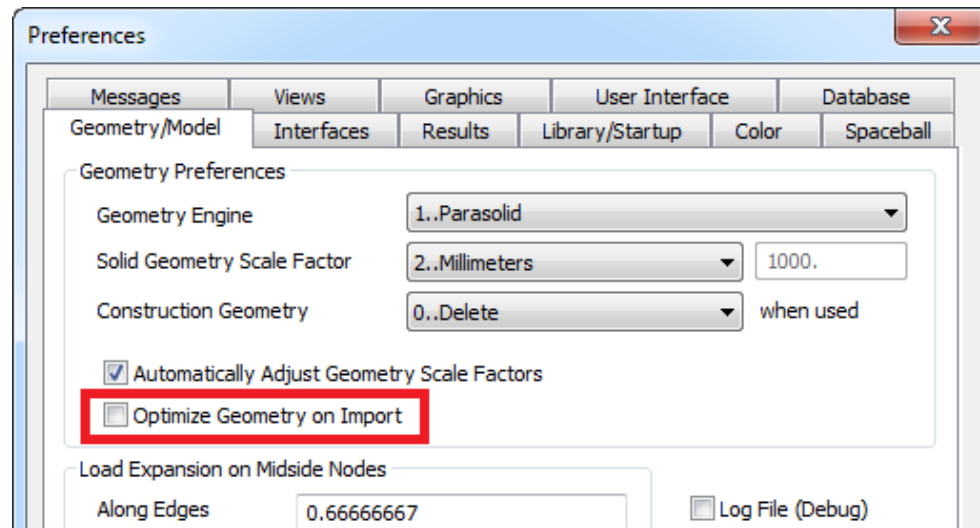 Preferences
Messages Views Graphics User Interface Database
Geometry/Model Interfaces Results Library/Startup Color Spaceball
Geometry Preferences
Geometry Engine 1..Parasolid
Solid Geometry Scale Factor 2..Millimeters 1000.
Construction Geometry 0..Delete when used
Automatically Adjust Geometry Scale Factors
Optimize Geometry on Import
Load Expansion on Midside Nodes
Along Edges 0.66666667 Log File (Debug)